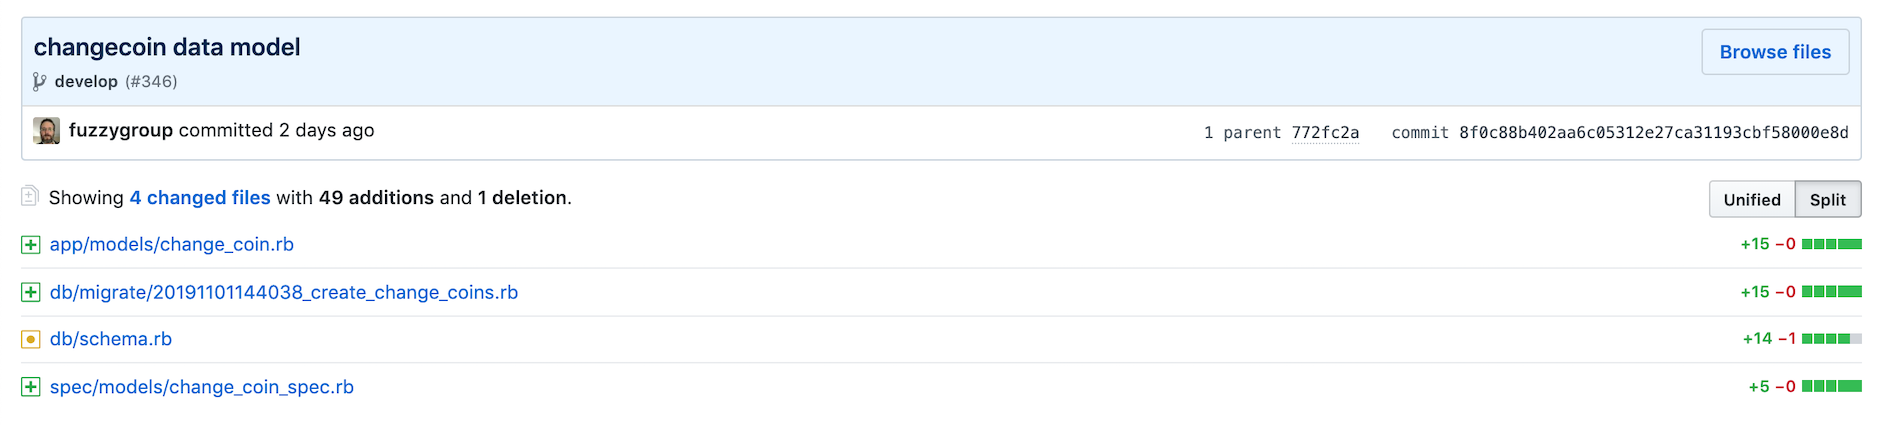 changecoin data model
Browse files
develop (#346)
fuzzygroup committed 2 days ago
1 parent 772fc2a commit 8f0c88b402aa6c05312e27ca31193cbf58000e8d
Showing 4 changed files with 49 additions and 1 deletion.
Unified Split
app/models/change_coin.rb +15 −0
db/migrate/20191101144038_create_change_coins.rb +15 −0
db/schema.rb +14 −1
spec/models/change_coin_spec.rb +5 −0